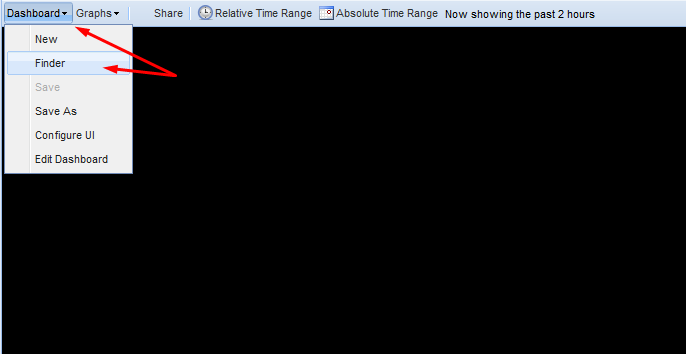 Dashboard Graphs Share Relative Time Range Absolute Time Range Now showing the past 2 hours
New
Finder
Save
Save As
Configure UI
Edit Dashboard